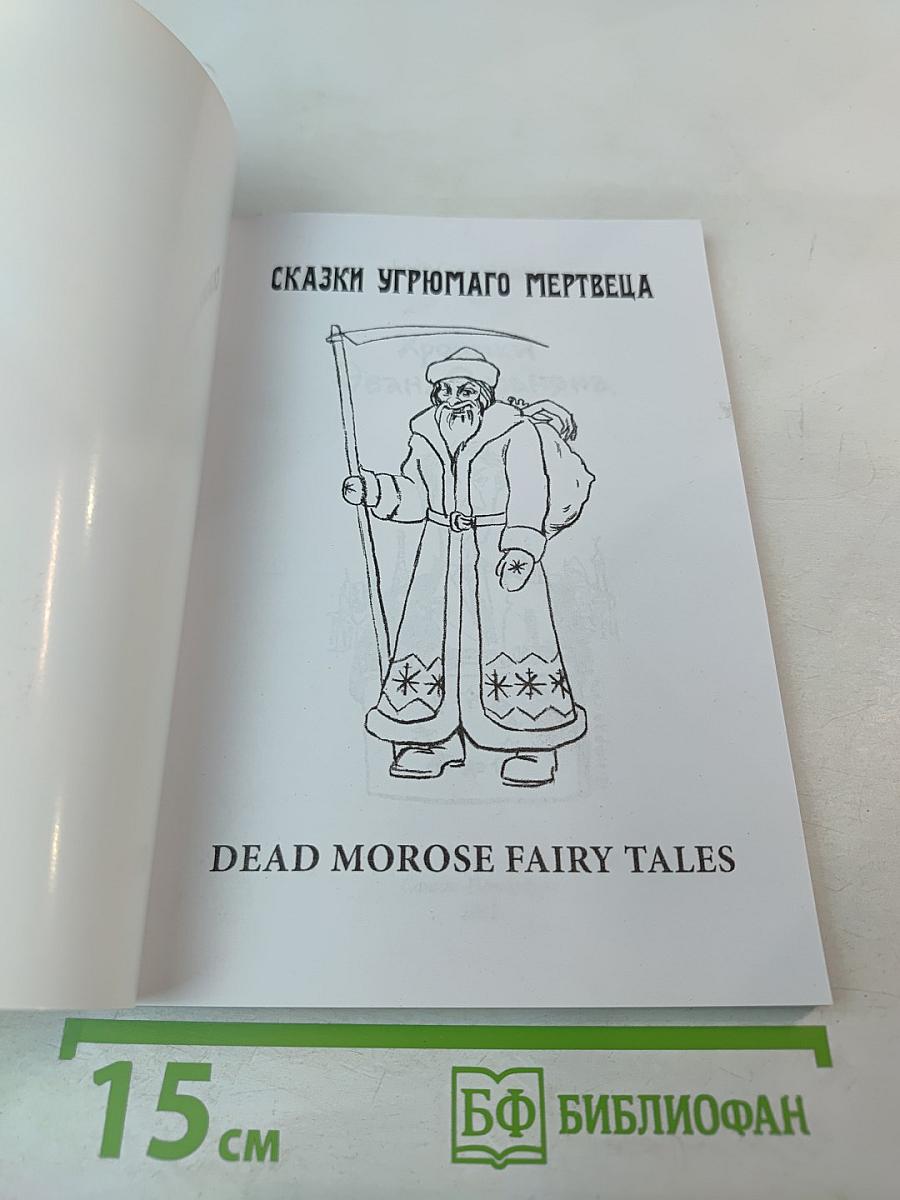 СКАЗКИ УГРЮМАГО МЕРТВЕЦА
DEAD MOROSE FAIRY TALES
15 СМ
БФ БИБЛИОФАН